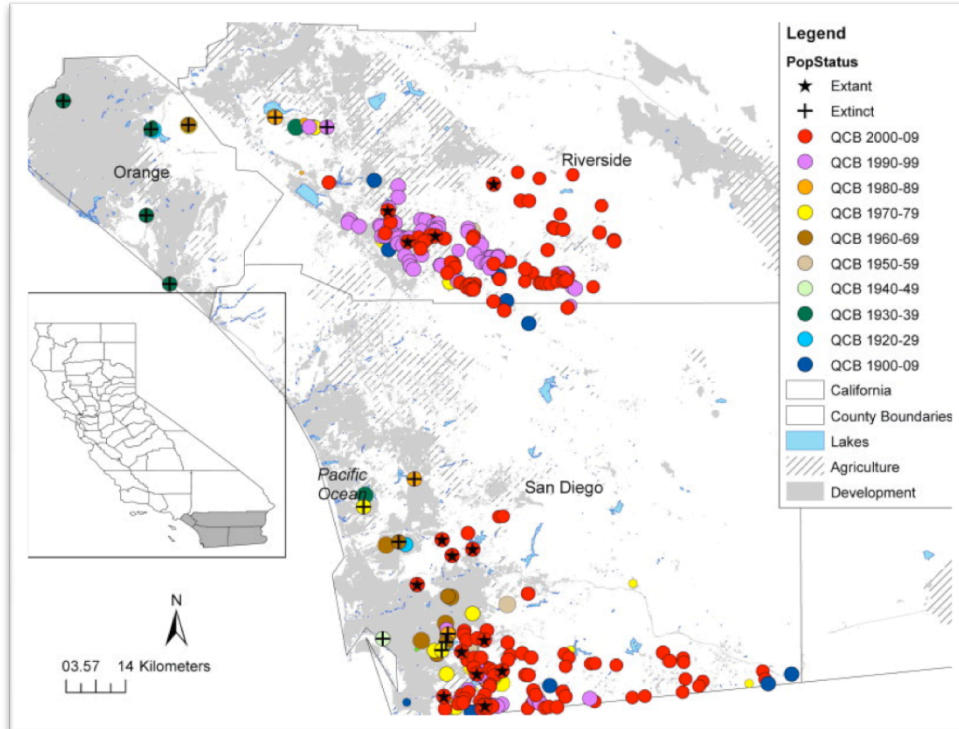 Legend
PopStatus
Extant
Extinct
QCB 2000-09
QCB 1990-99
QCB 1980-89
QCB 1970-79
QCB 1960-69
QCB 1950-59
QCB 1940-49
QCB 1930-39
QCB 1920-29
QCB 1900-09
California
County Boundaries
Lakes
Agriculture
Development
Riverside
Orange
Pacific
Ocean
San Diego
N
03.57 14 Kilometers